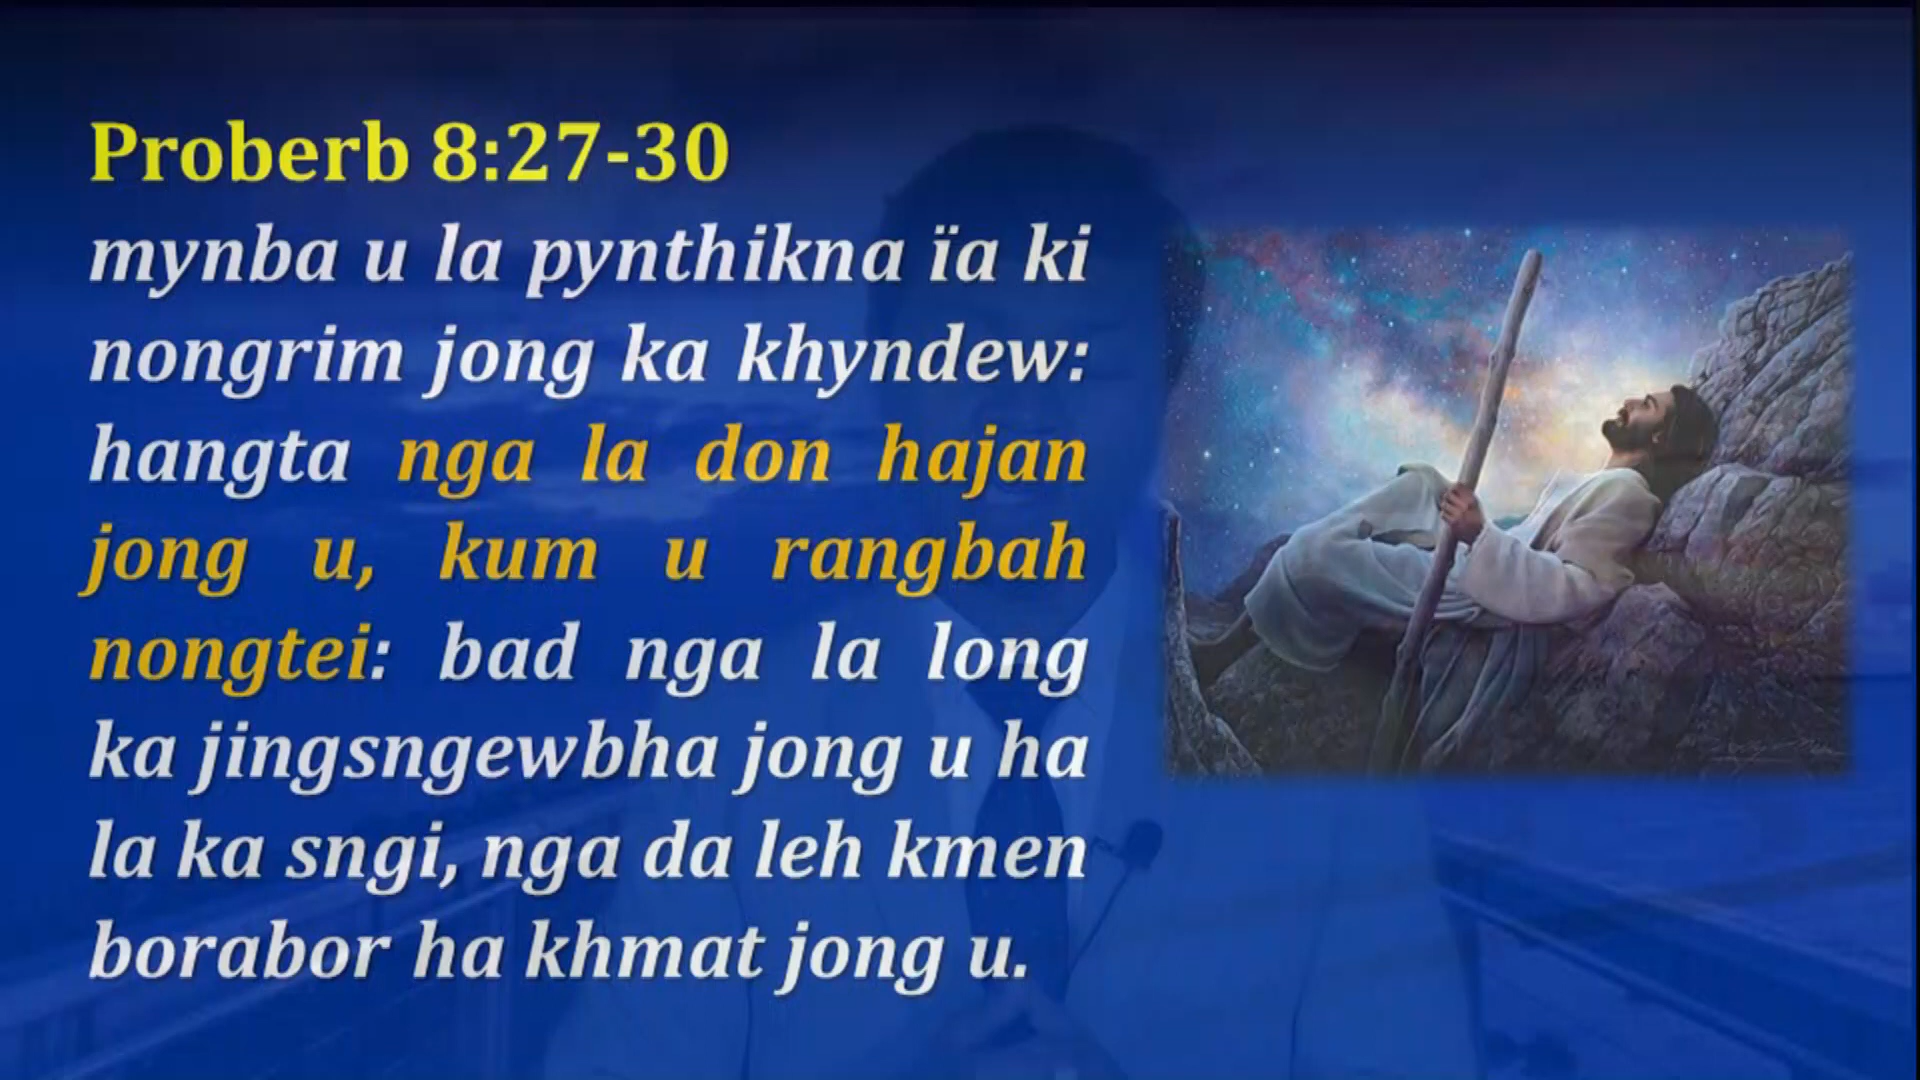 Proberb 8:27-30
mynba u la pynthikna ïa ki
nongrim jong ka khyndew:
hangta nga la don hajan
jong u, kum u rangbah
nongtei: bad nga la long
ka jingsngewbha jong u ha
la ka sngi, nga da leh kmen
borabor ha khmat jong u.